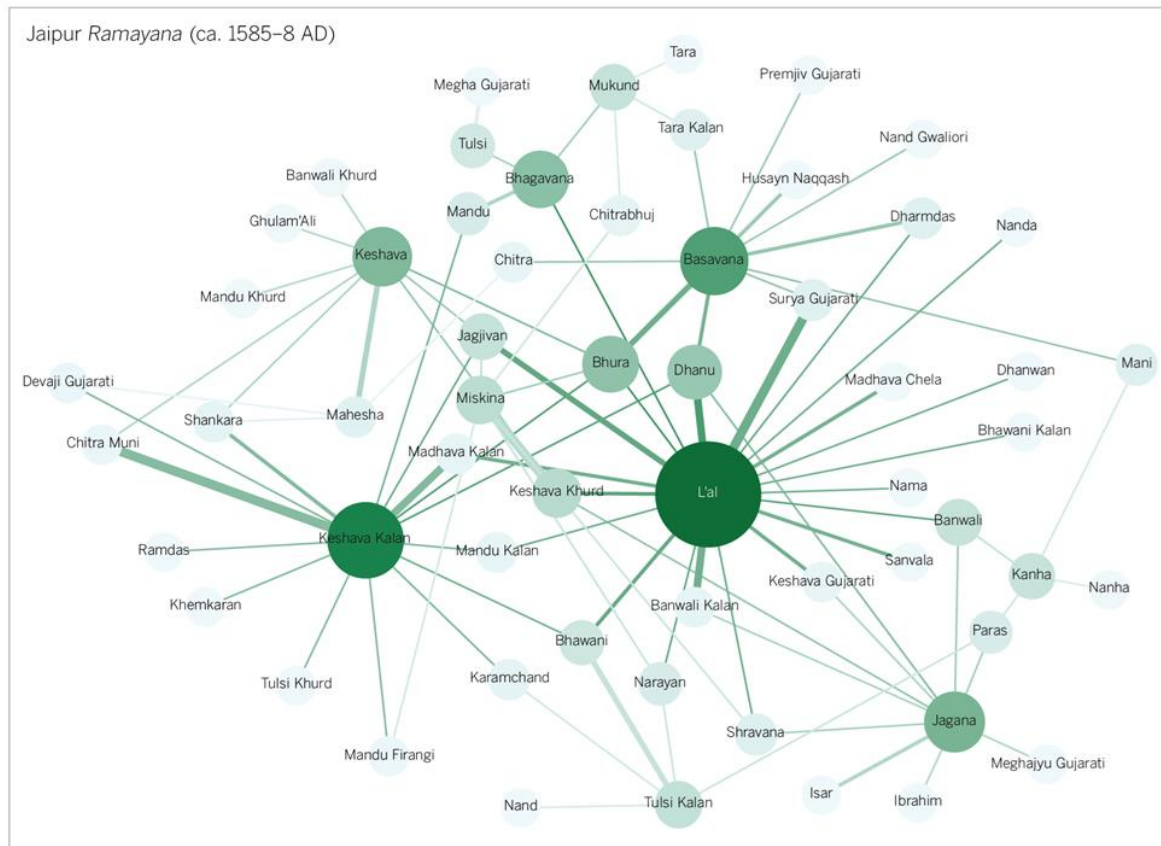 Jaipur Ramayana (ca. 1585–8 AD)
Tara
Premjiv Gujarati
Megha Gujarati
Mukund
Tara Kalan
Nand Gwaliori
Tulsi
Banwali Khurd
Bhagavana
Husayn Naqqash
Mandu
Chitrabhuj
Dharmdas
Nanda
Ghulam'Ali
Keshava
Chitra
Basavana
Mandu Khurd
Surya Gujarati
Jagjivan
Bhura
Dhanu
Mani
Devaji Gujarati
Madhava Chela
Dhanwan
Miskina
Shankara
Mahesha
Bhawani Kalan
Chitra Muni
Madhava Kalan
Nama
Keshava Khurd
L'al
Banwali
Keshava Kalan
Ramdas
Mandu Kalan
Sanvala
Kanha
Keshava Gujarati
Nanha
Khemkaran
Banwali Kalan
Bhawani
Paras
Karamchand
Tulsi Khurd
Narayan
Jagana
Shravana
Mandu Firangi
Meghajyu Gujarati
Isar
Ibrahim
Nand
Tulsi Kalan